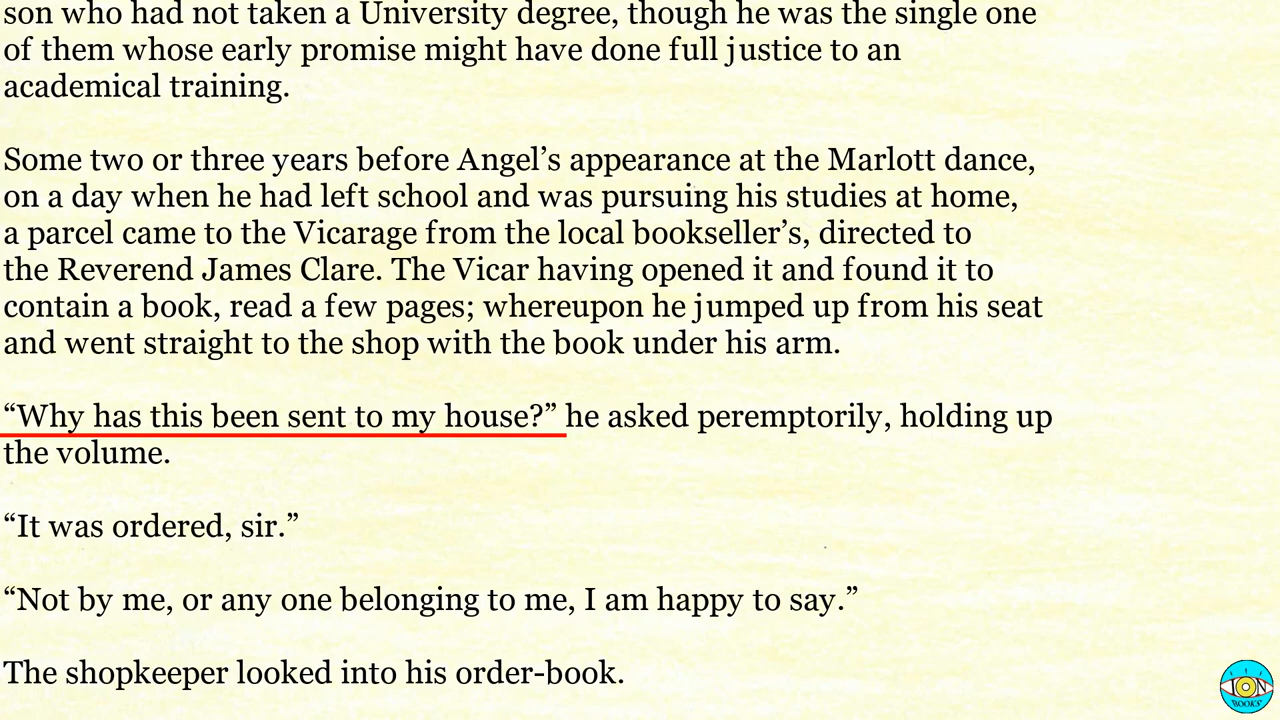 son who had not taken a University degree, though he was the single one
of them whose early promise might have done full justice to an
academical training.
Some two or three years before Angel’s appearance at the Marlott dance,
on a day when he had left school and was pursuing his studies at home,
a parcel came to the Vicarage from the local bookseller’s, directed to
the Reverend James Clare. The Vicar having opened it and found it to
contain a book, read a few pages; whereupon he jumped up from his seat
and went straight to the shop with the book under his arm.
“Why has this been sent to my house?” he asked peremptorily, holding up
the volume.
“It was ordered, sir.”
“Not by me, or any one belonging to me, I am happy to say.”
The shopkeeper looked into his order-book.
ION
BOOKS